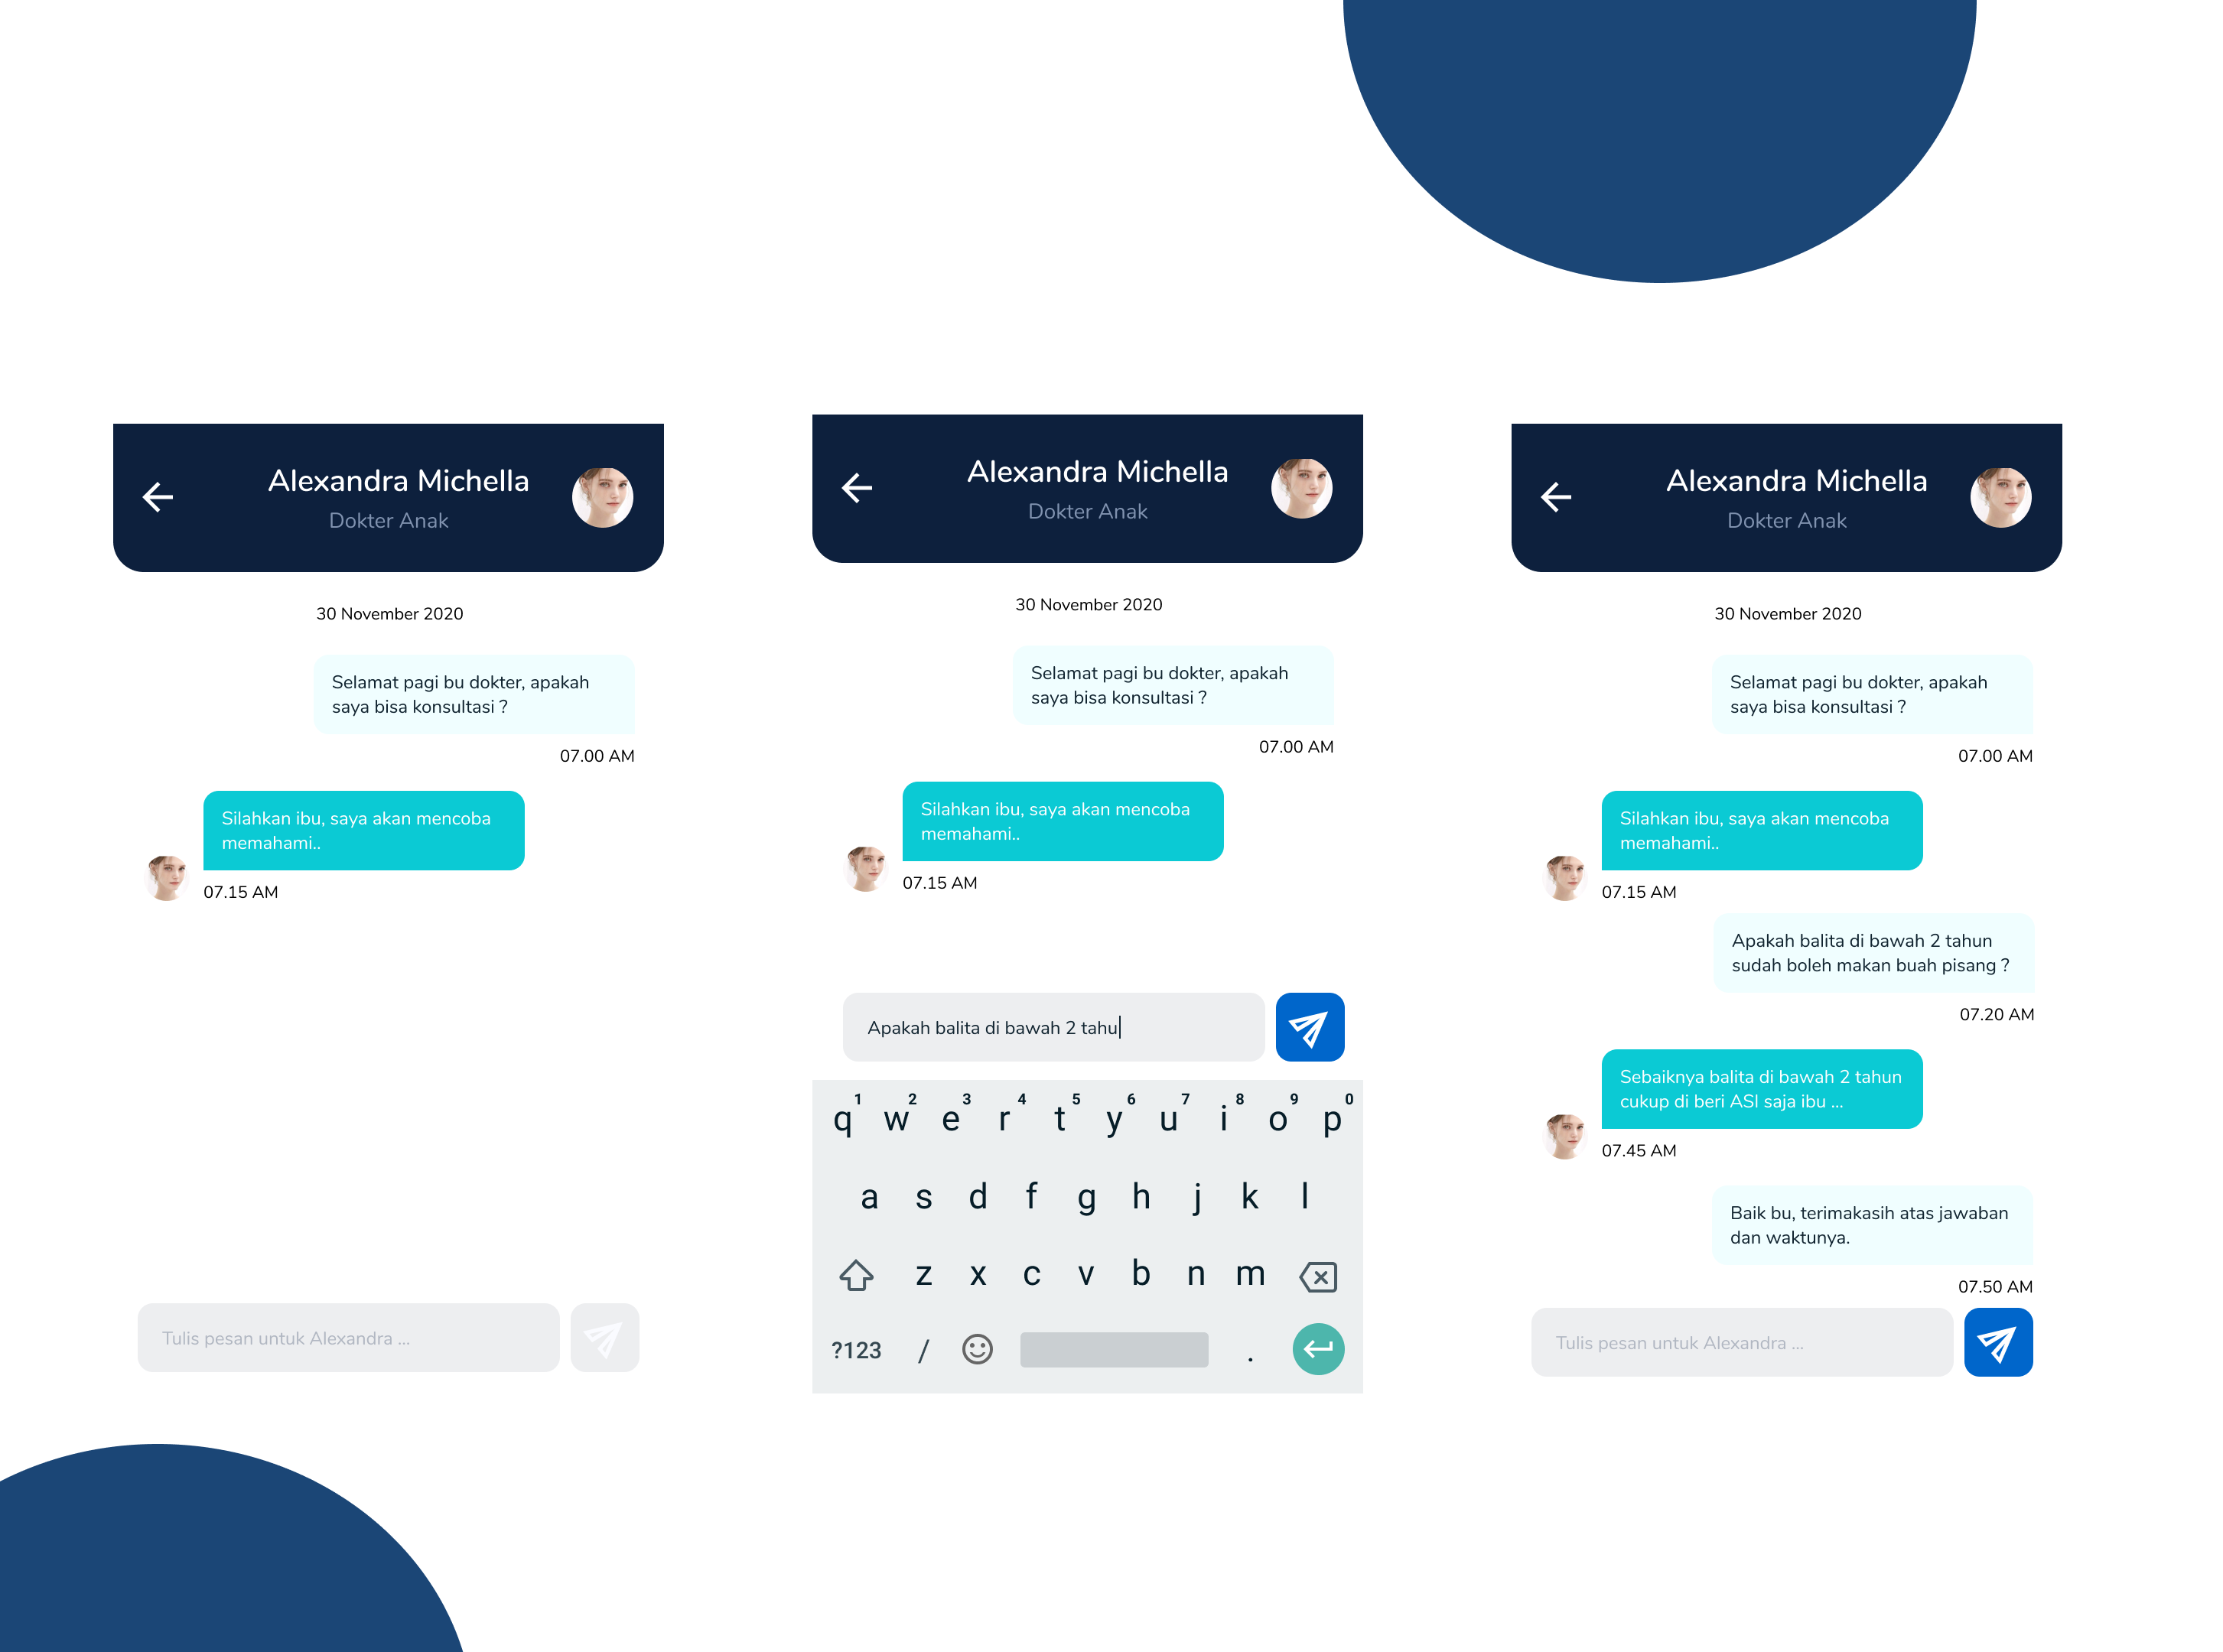 Alexandra Michella
Dokter Anak
30 November 2020
Selamat pagi bu dokter, apakah
saya bisa konsultasi ?
07.00 AM
Silahkan ibu, saya akan mencoba
memahami..
07.15 AM
Tulis pesan untuk Alexandra ...
Alexandra Michella
Dokter Anak
30 November 2020
Selamat pagi bu dokter, apakah
saya bisa konsultasi ?
07.00 AM
Silahkan ibu, saya akan mencoba
memahami..
07.15 AM
Apakah balita di bawah 2 tahu
1 2 3 4 5 6 7 8 9 0
q w e r t y u i o p
a s d f g h j k l
z x c v b n m
?123 / .
Alexandra Michella
Dokter Anak
30 November 2020
Selamat pagi bu dokter, apakah
saya bisa konsultasi ?
07.00 AM
Silahkan ibu, saya akan mencoba
memahami..
07.15 AM
Apakah balita di bawah 2 tahun
sudah boleh makan buah pisang ?
07.20 AM
Sebaiknya balita di bawah 2 tahun
cukup di beri ASI saja ibu ...
07.45 AM
Baik bu, terimakasih atas jawaban
dan waktunya.
07.50 AM
Tulis pesan untuk Alexandra ...